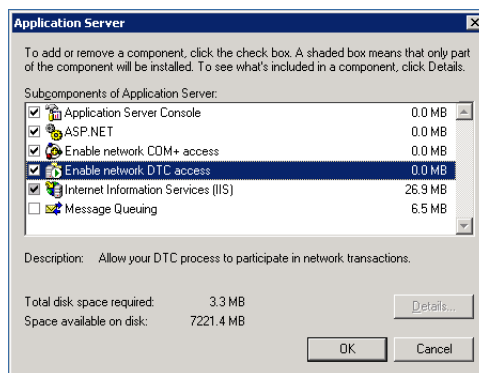 Application Server
To add or remove a component, click the check box. A shaded box means that only part
of the component will be installed. To see what's included in a component, click Details.
Subcomponents of Application Server:
Application Server Console 0.0 MB
ASP.NET 0.0 MB
Enable network COM+ access 0.0 MB
Enable network DTC access 0.0 MB
Internet Information Services (IIS) 26.9 MB
Message Queuing 6.5 MB
Description: Allow your DTC process to participate in network transactions.
Total disk space required: 3.3 MB
Space available on disk: 7221.4 MB
Details...
OK Cancel